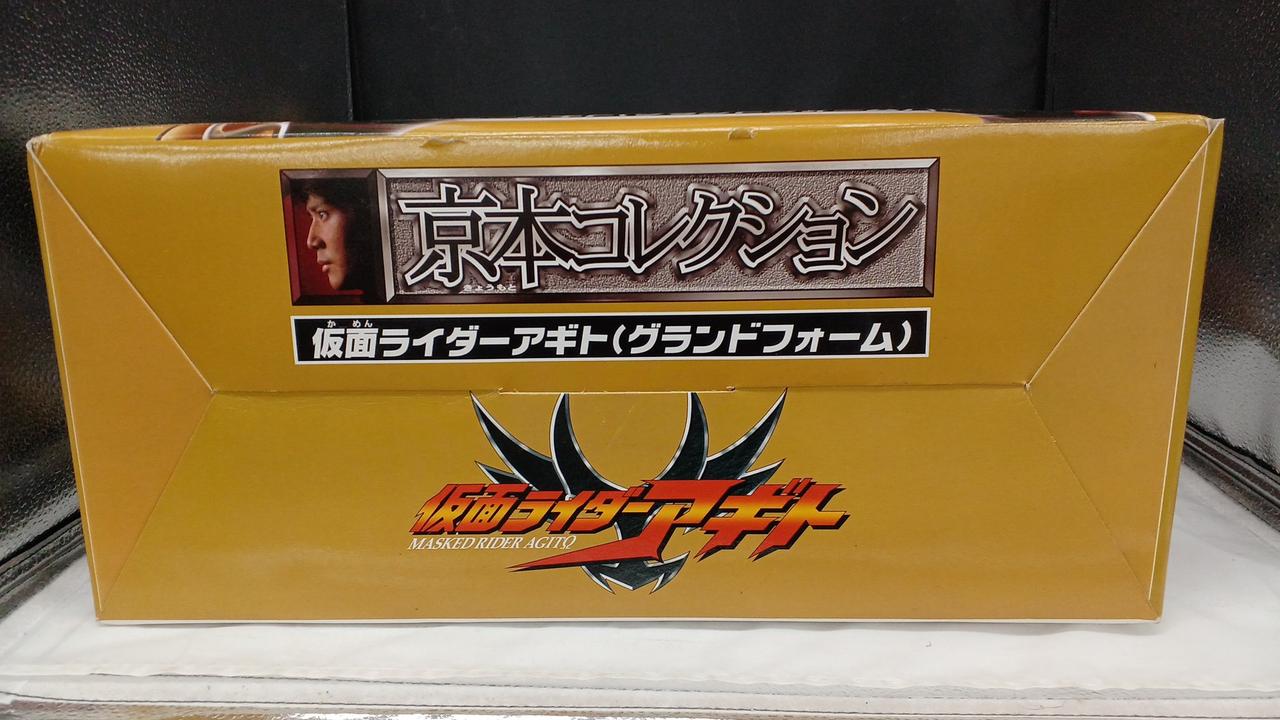 京本コレクション
きょうもと
かめん
仮面ライダーアギト(グランドフォーム)
仮面ライダーアギト
MASKED RIDER AGITO